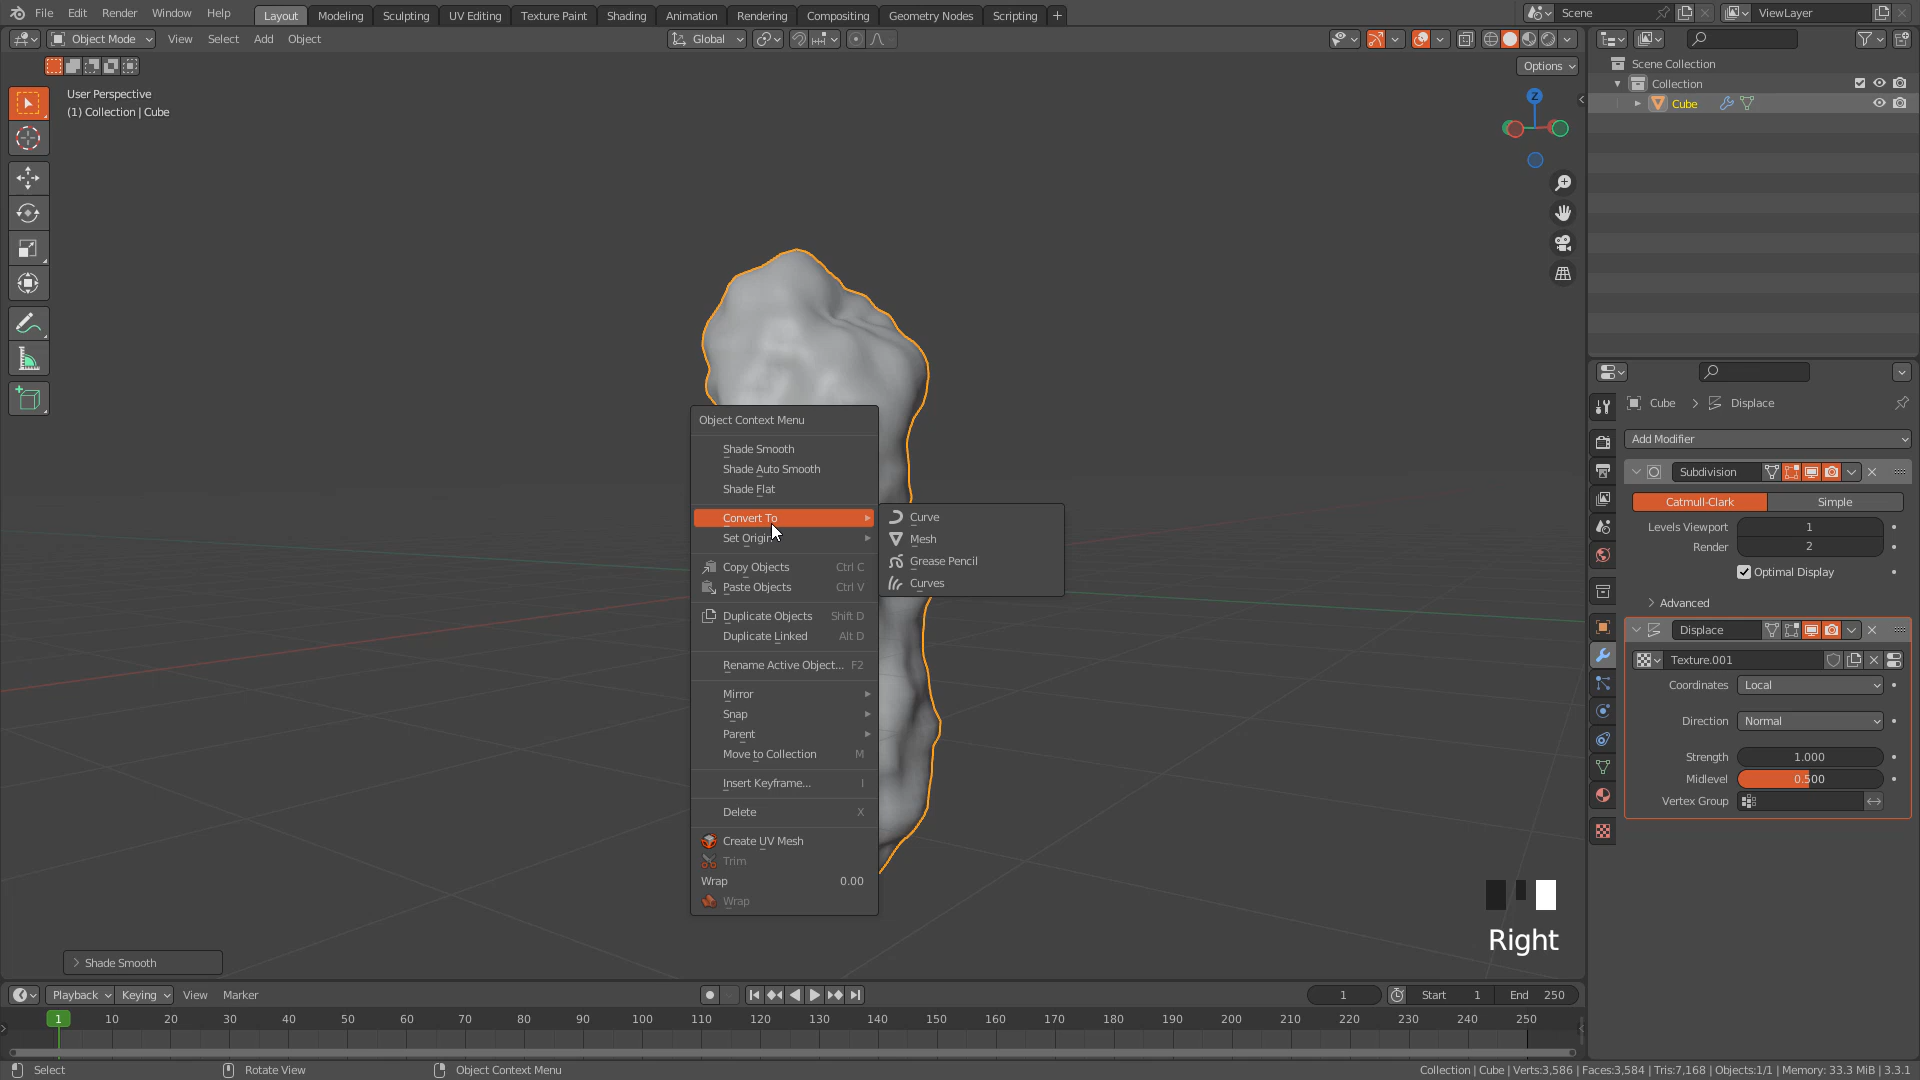 File Edit Render Window Help Layout Modeling Sculpting UV Editing Texture Paint Shading Animation Rendering Compositing Geometry Nodes Scripting + Scene ViewLayer
Object Mode View Select Add Object Global
Options
User Perspective
(1) Collection | Cube
Z
Scene Collection
Collection
Cube
Object Context Menu
Shade Smooth
Shade Auto Smooth
Shade Flat
Convert To
Set Origin
Copy Objects Ctrl C
Paste Objects Ctrl V
Duplicate Objects Shift D
Duplicate Linked Alt D
Rename Active Object... F2
Mirror
Snap
Parent
Move to Collection M
Insert Keyframe... I
Delete X
Create UV Mesh
Trim
Wrap 0.00
Wrap
Curve
Mesh
Grease Pencil
Curves
Cube > Displace
Add Modifier
Subdivision
Catmull-Clark Simple
Levels Viewport 1
Render 2
Optimal Display
Advanced
Displace
Texture.001
Coordinates Local
Direction Normal
Strength 1.000
Midlevel 0.500
Vertex Group
Right
Shade Smooth
Playback Keying View Marker 1 Start 1 End 250
1 10 20 30 40 50 60 70 80 90 100 110 120 130 140 150 160 170 180 190 200 210 220 230 240 250
Select Rotate View Object Context Menu Collection | Cube | Verts:3,586 | Faces:3,584 | Tris:7,168 | Objects:1/1 | Memory: 33.3 MiB | 3.3.1